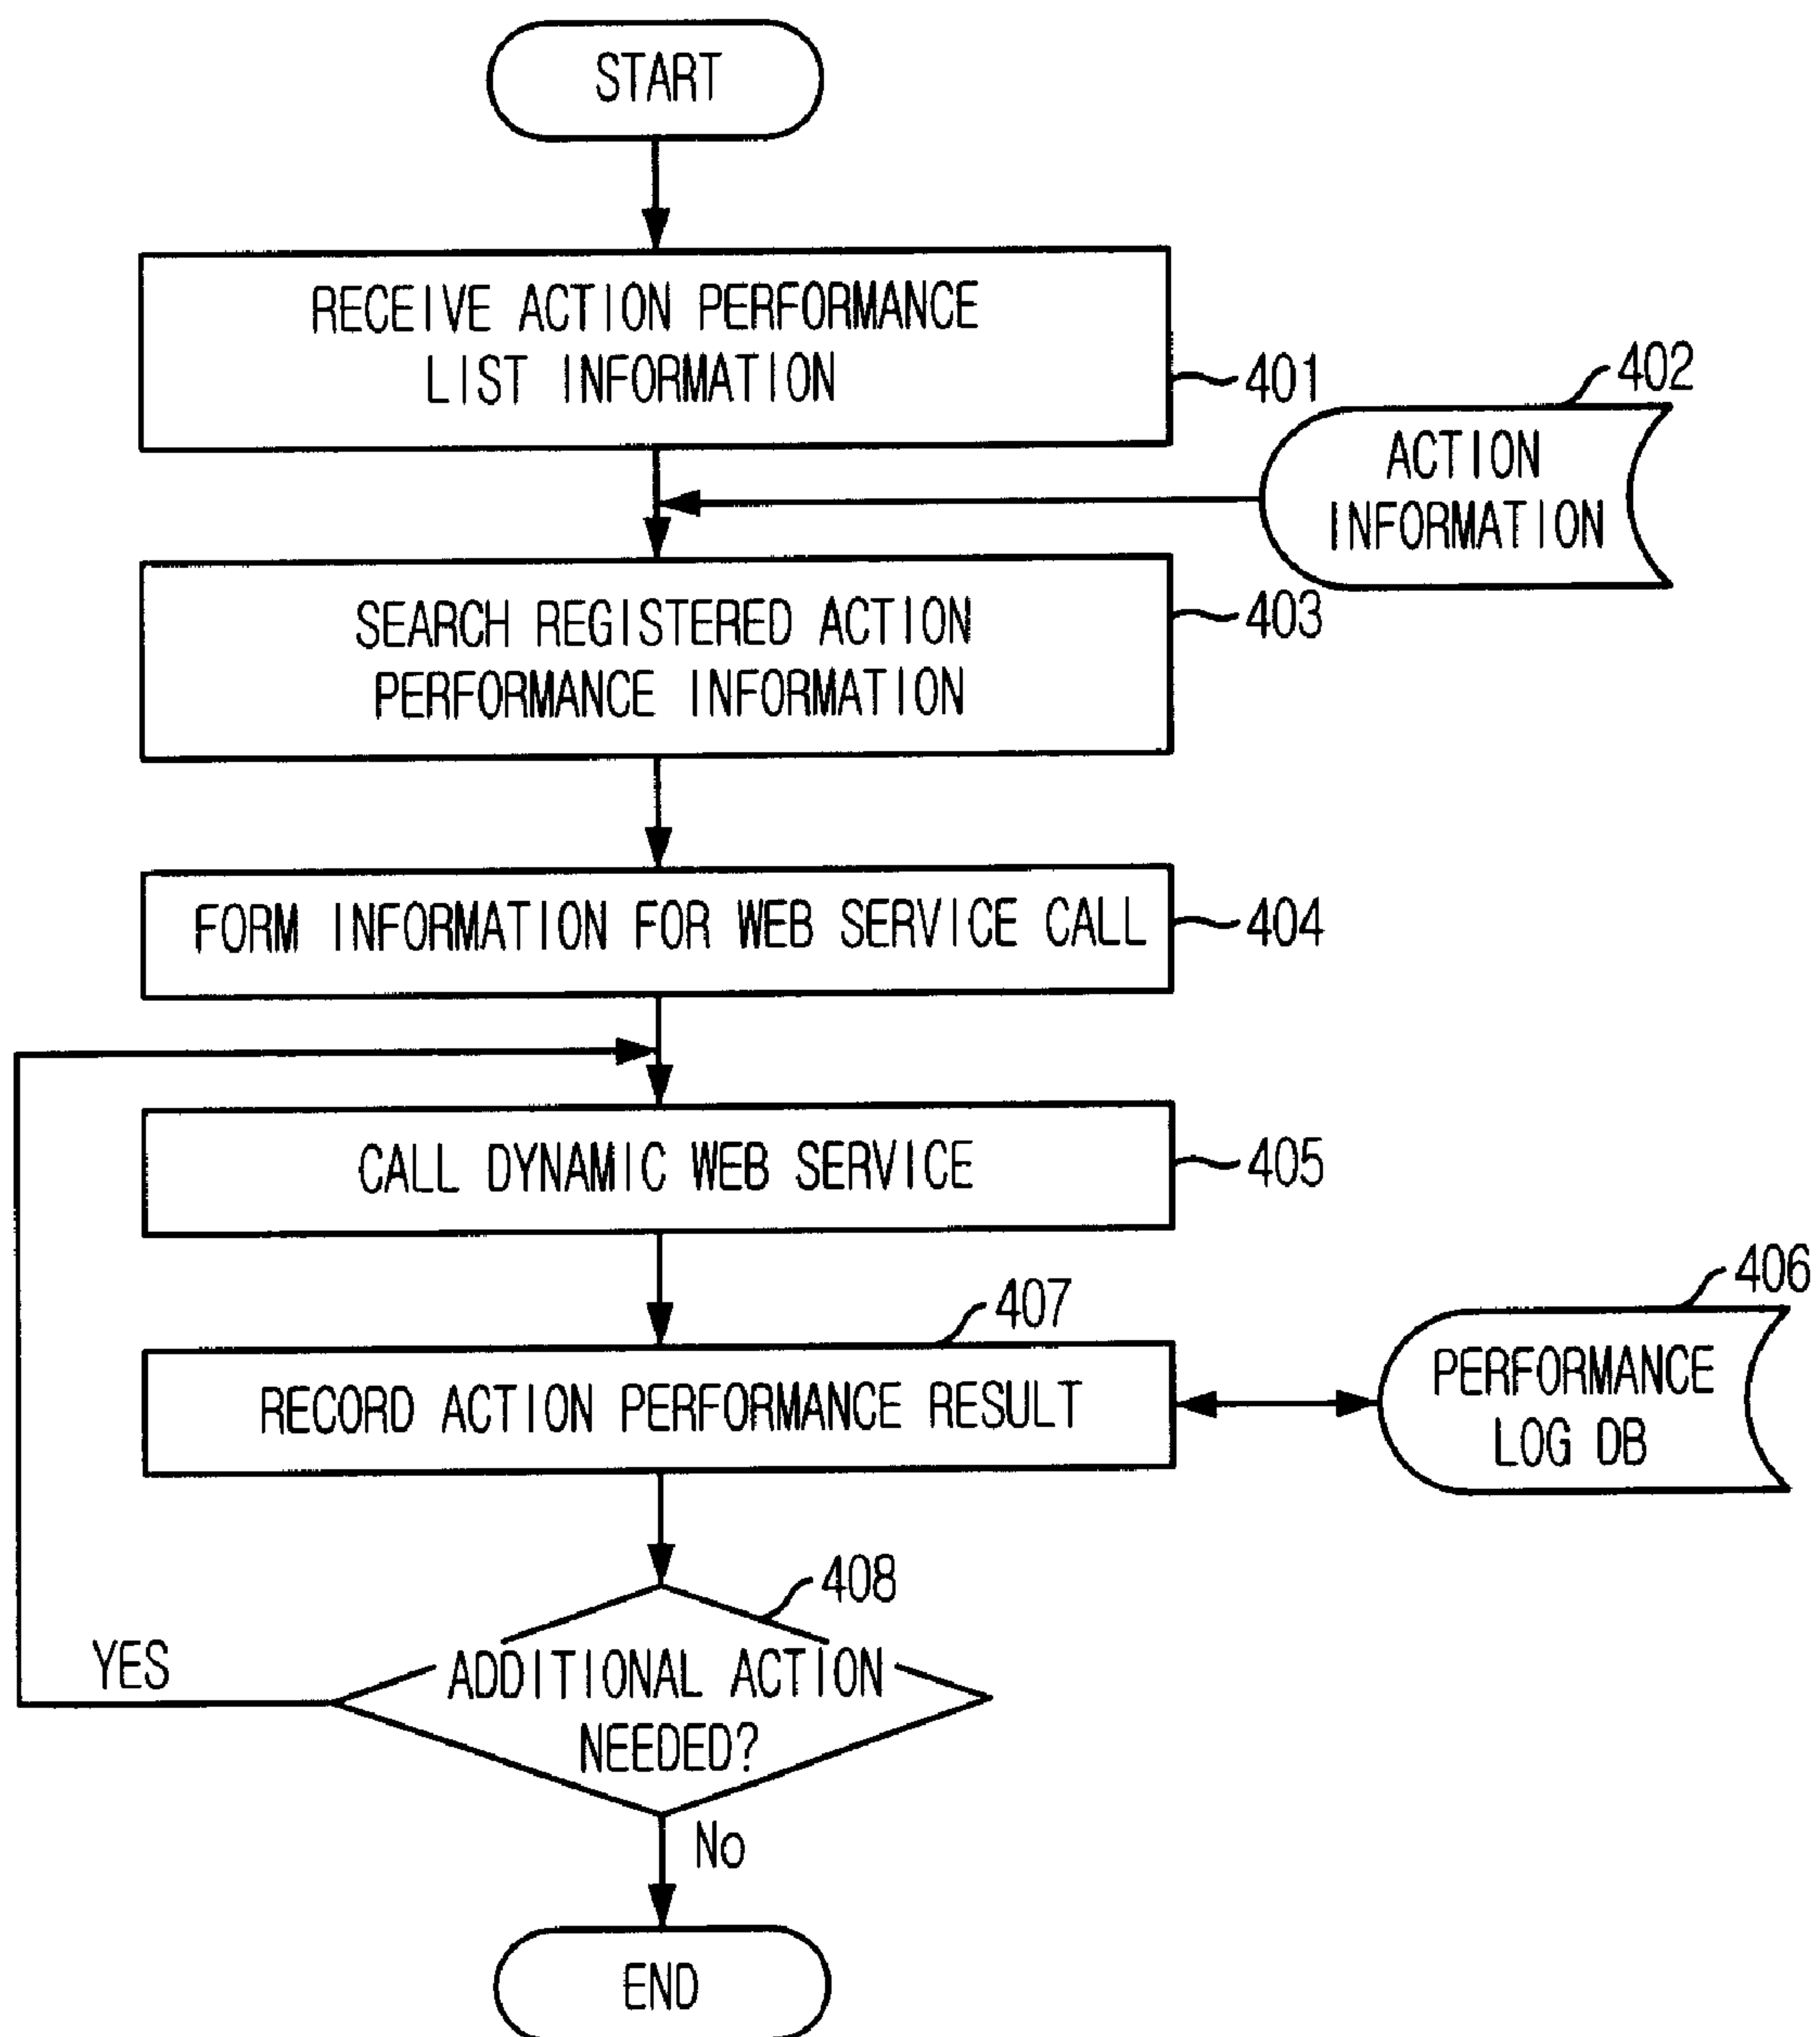 START
RECEIVE ACTION PERFORMANCE
LIST INFORMATION
401
402
ACTION
INFORMATION
SEARCH REGISTERED ACTION
PERFORMANCE INFORMATION
403
FORM INFORMATION FOR WEB SERVICE CALL
404
CALL DYNAMIC WEB SERVICE
405
406
407
RECORD ACTION PERFORMANCE RESULT
PERFORMANCE
LOG DB
408
YES
ADDITIONAL ACTION
NEEDED?
No
END